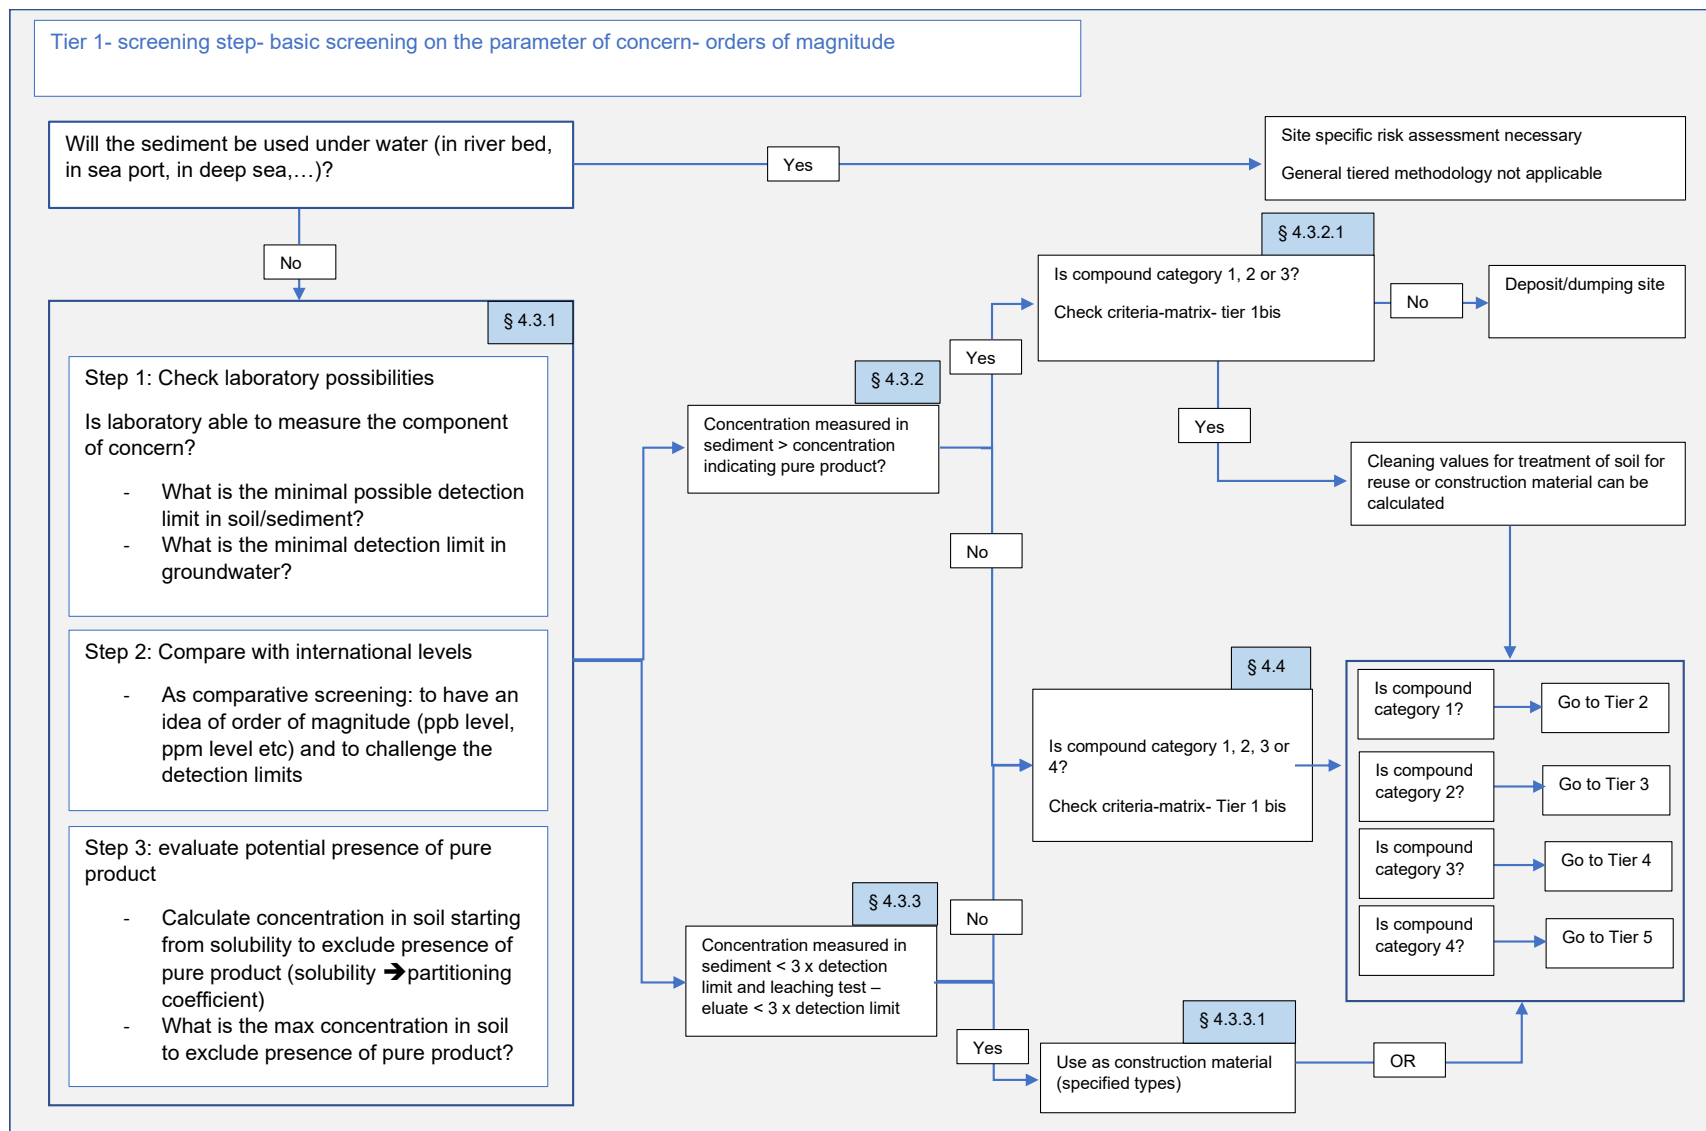 Tier 1- screening step- basic screening on the parameter of concern- orders of magnitude
Will the sediment be used under water (in river bed,
in sea port, in deep sea,…)?
Yes
Site specific risk assessment necessary
General tiered methodology not applicable
No
§ 4.3.1
Step 1: Check laboratory possibilities
Is laboratory able to measure the component
of concern?
- What is the minimal possible detection
limit in soil/sediment?
- What is the minimal detection limit in
groundwater?
Step 2: Compare with international levels
- As comparative screening: to have an
idea of order of magnitude (ppb level,
ppm level etc) and to challenge the
detection limits
Step 3: evaluate potential presence of pure
product
- Calculate concentration in soil starting
from solubility to exclude presence of
pure product (solubility ➔partitioning
coefficient)
- What is the max concentration in soil
to exclude presence of pure product?
§ 4.3.2
Concentration measured in
sediment > concentration
indicating pure product?
Yes
No
§ 4.3.2.1
Is compound category 1, 2 or 3?
Check criteria-matrix- tier 1bis
No
Deposit/dumping site
Yes
Cleaning values for treatment of soil for
reuse or construction material can be
calculated
§ 4.3.3
Concentration measured in
sediment < 3 x detection
limit and leaching test –
eluate < 3 x detection limit
No
Yes
§ 4.4
Is compound category 1, 2, 3 or
4?
Check criteria-matrix- Tier 1 bis
§ 4.3.3.1
Use as construction material
(specified types)
OR
Is compound
category 1?
Go to Tier 2
Is compound
category 2?
Go to Tier 3
Is compound
category 3?
Go to Tier 4
Is compound
category 4?
Go to Tier 5